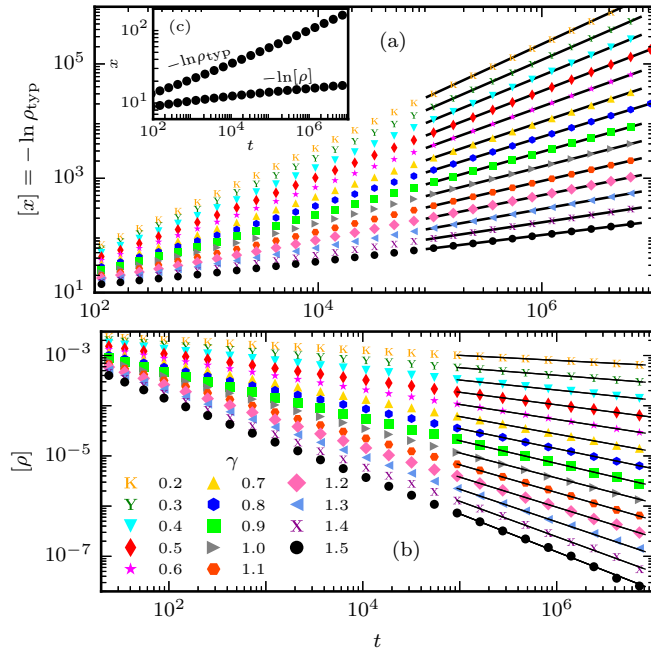 (c)
10²
x
−ln ρtyp
−ln[ρ]
10¹
10² 10⁴ 10⁶
t
(a)
10⁵
[x] = − ln ρtyp
10³
10¹
10² 10⁴ 10⁶
10⁻³
[ρ]
10⁻⁵
10⁻⁷
γ
K 0.2 0.7 1.2
Y 0.3 0.8 1.3
0.4 0.9 X 1.4
0.5 1.0 1.5
0.6 1.1
(b)
10² 10⁴ 10⁶
t